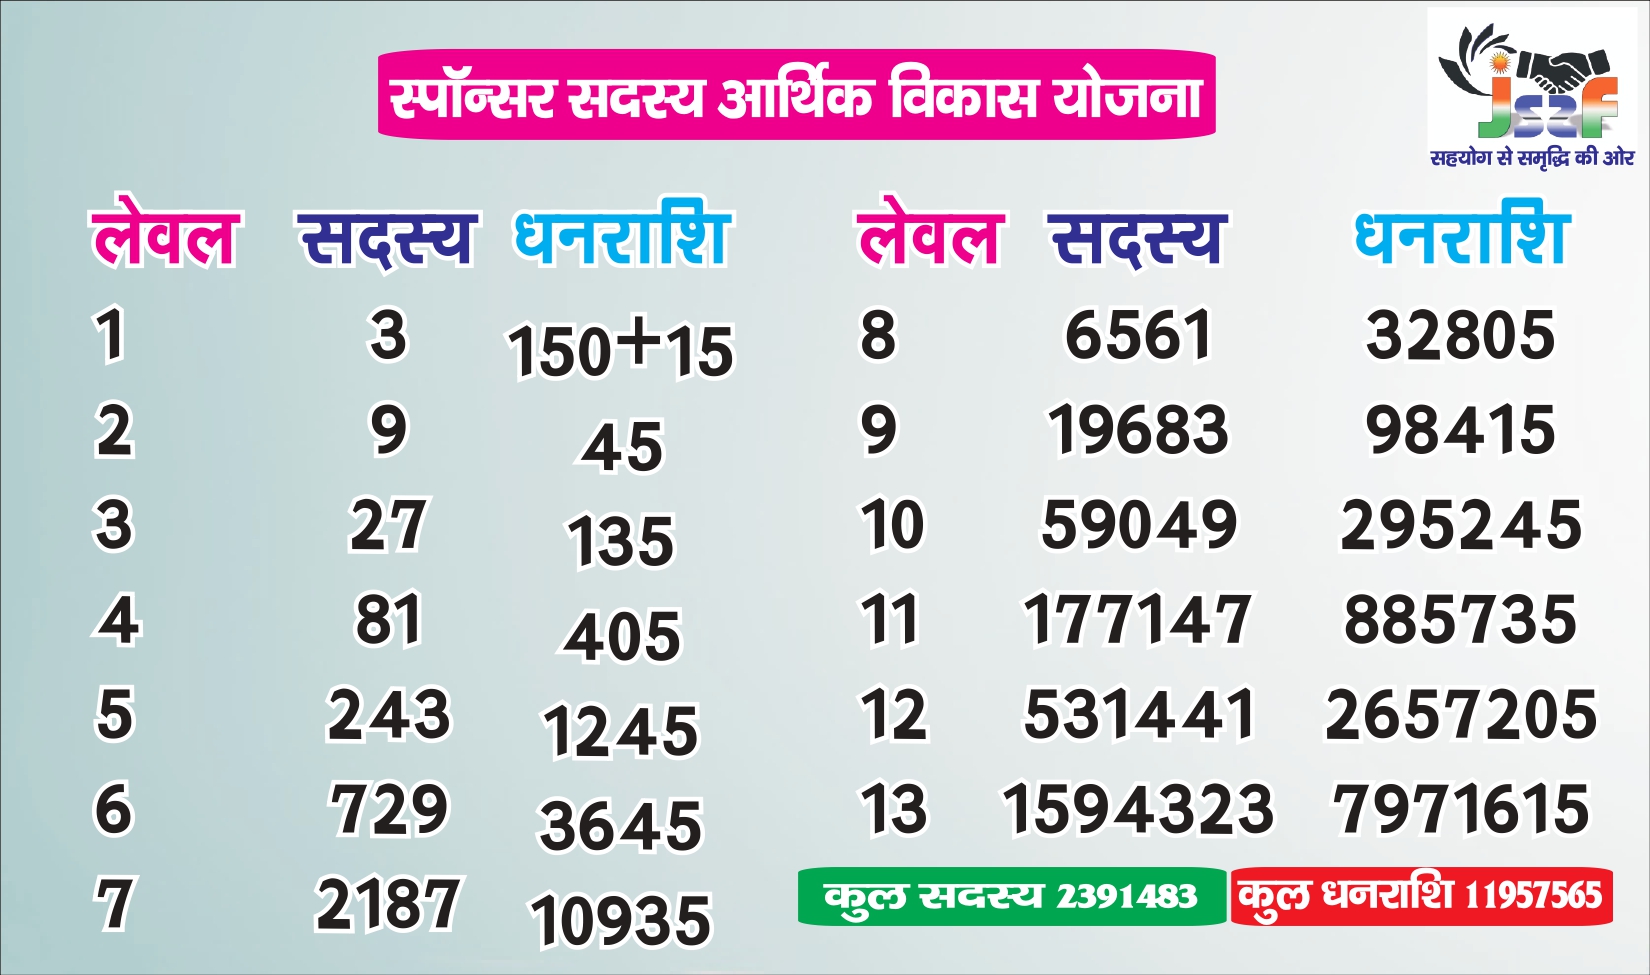 स्पॉन्सर सदस्य आर्थिक विकास योजना
jssf
सहयोग से समृद्धि की ओर
लेवल सदस्य धनराशि
1 3 150+15
2 9 45
3 27 135
4 81 405
5 243 1245
6 729 3645
7 2187 10935
लेवल सदस्य धनराशि
8 6561 32805
9 19683 98415
10 59049 295245
11 177147 885735
12 531441 2657205
13 1594323 7971615
कुल सदस्य 2391483 कुल धनराशि 11957565